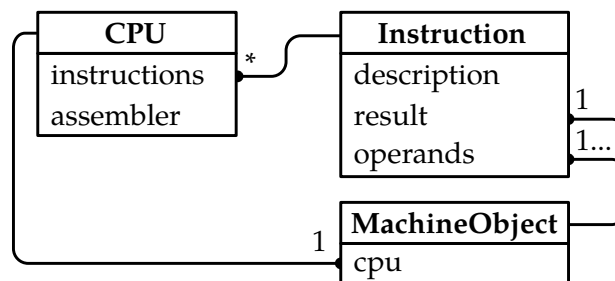 CPU
instructions
assembler
*
Instruction
description
result
operands
1
1...
MachineObject
cpu
1